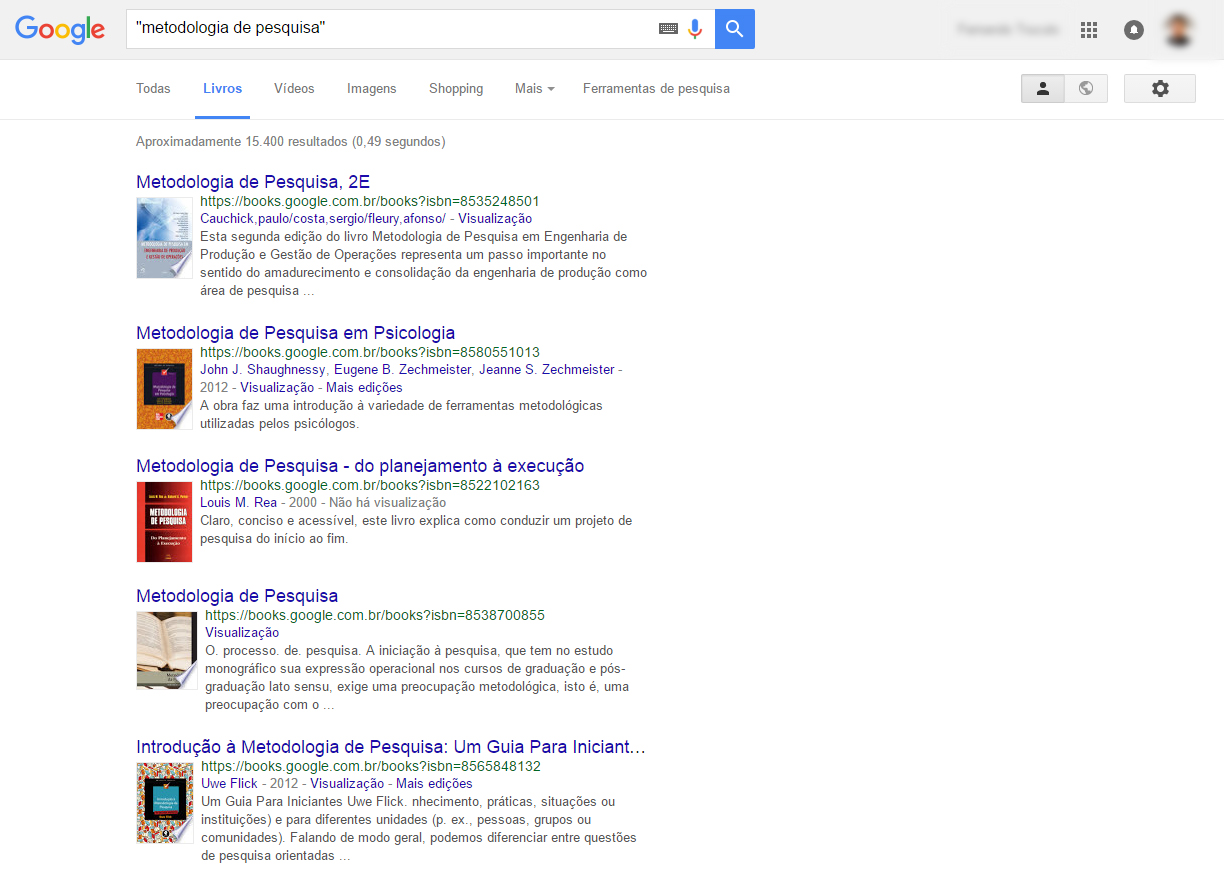 Google
"metodologia de pesquisa"
Todas Livros Vídeos Imagens Shopping Mais Ferramentas de pesquisa
Aproximadamente 15.400 resultados (0,49 segundos)
Metodologia de Pesquisa, 2E
https://books.google.com.br/books?isbn=8535248501
Cauchick,paulo/costa,sergio/fleury,afonso/ - Visualização
Esta segunda edição do livro Metodologia de Pesquisa em Engenharia de
Produção e Gestão de Operações representa um passo importante no
sentido do amadurecimento e consolidação da engenharia de produção como
área de pesquisa ...
Metodologia de Pesquisa em Psicologia
https://books.google.com.br/books?isbn=8580551013
John J. Shaughnessy, Eugene B. Zechmeister, Jeanne S. Zechmeister -
2012 - Visualização - Mais edições
A obra faz uma introdução à variedade de ferramentas metodológicas
utilizadas pelos psicólogos.
Metodologia de Pesquisa - do planejamento à execução
https://books.google.com.br/books?isbn=8522102163
Louis M. Rea - 2000 - Não há visualização
Claro, conciso e acessível, este livro explica como conduzir um projeto de
pesquisa do início ao fim.
METODOLOGIA
DE PESQUISA
Do Planejamento
à Execução
Metodologia de Pesquisa
https://books.google.com.br/books?isbn=8538700855
Visualização
O. processo. de. pesquisa. A iniciação à pesquisa, que tem no estudo
monográfico sua expressão operacional nos cursos de graduação e pós-
graduação lato sensu, exige uma preocupação metodológica, isto é, uma
preocupação com o ...
Introdução à Metodologia de Pesquisa: Um Guia Para Iniciant...
https://books.google.com.br/books?isbn=8565848132
Uwe Flick - 2012 - Visualização - Mais edições
Um Guia Para Iniciantes Uwe Flick. nhecimento, práticas, situações ou
instituições) e para diferentes unidades (p. ex., pessoas, grupos ou
comunidades). Falando de modo geral, podemos diferenciar entre questões
de pesquisa orientadas ...